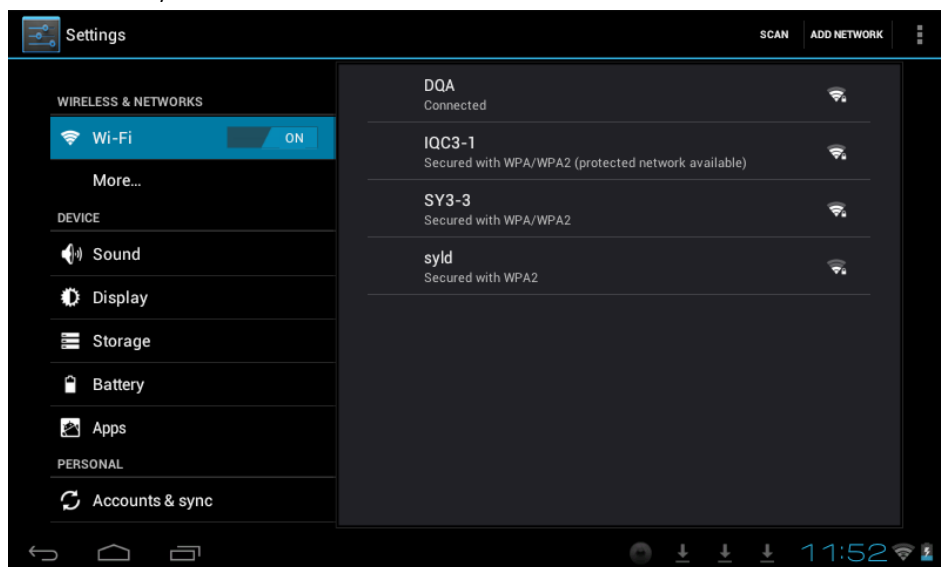 Settings
SCAN
ADD NETWORK
WIRELESS & NETWORKS
Wi-Fi
ON
More...
DEVICE
Sound
Display
Storage
Battery
Apps
PERSONAL
Accounts & sync
DQA
Connected
IQC3-1
Secured with WPA/WPA2 (protected network available)
SY3-3
Secured with WPA/WPA2
syld
Secured with WPA2
11:52